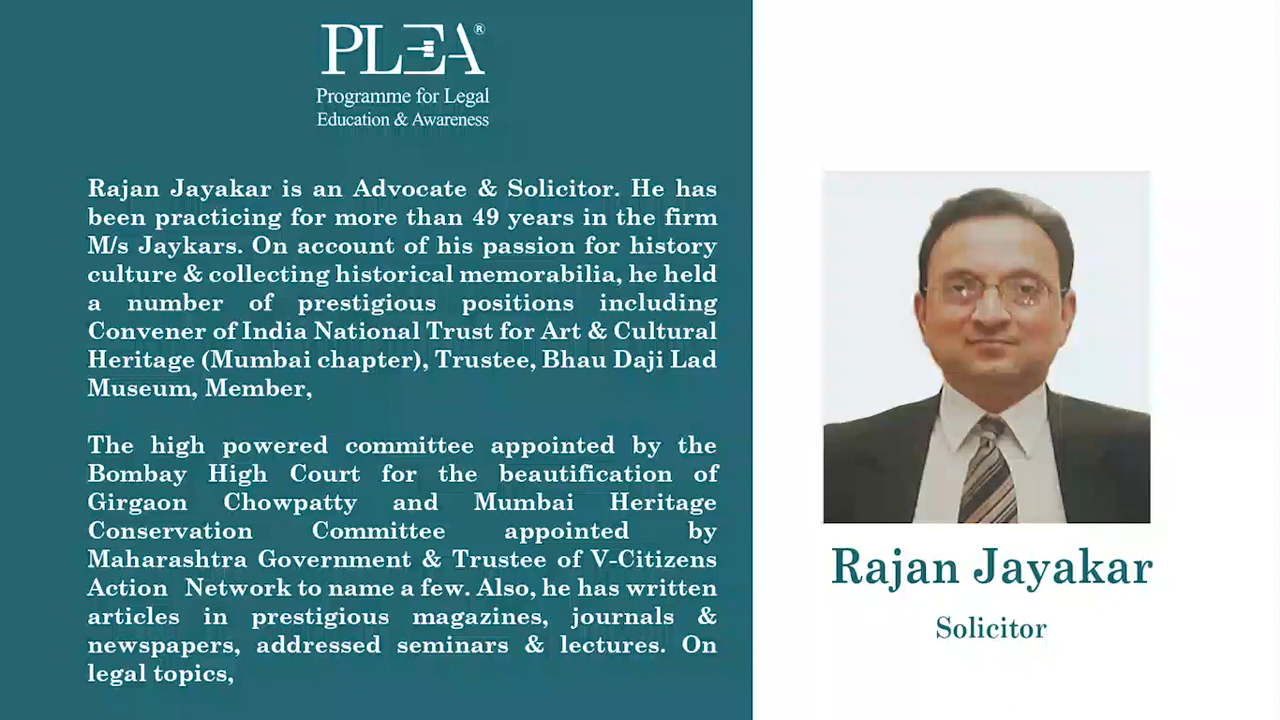 PLEA®
Programme for Legal
Education & Awareness
Rajan Jayakar is an Advocate & Solicitor. He has
been practicing for more than 49 years in the firm
M/s Jaykars. On account of his passion for history
culture & collecting historical memorabilia, he held
a number of prestigious positions including
Convener of India National Trust for Art & Cultural
Heritage (Mumbai chapter), Trustee, Bhau Daji Lad
Museum, Member,
The high powered committee appointed by the
Bombay High Court for the beautification of
Girgaon Chowpatty and Mumbai Heritage
Conservation Committee appointed by
Maharashtra Government & Trustee of V-Citizens
Action Network to name a few. Also, he has written
articles in prestigious magazines, journals &
newspapers, addressed seminars & lectures. On
legal topics,
Rajan Jayakar
Solicitor